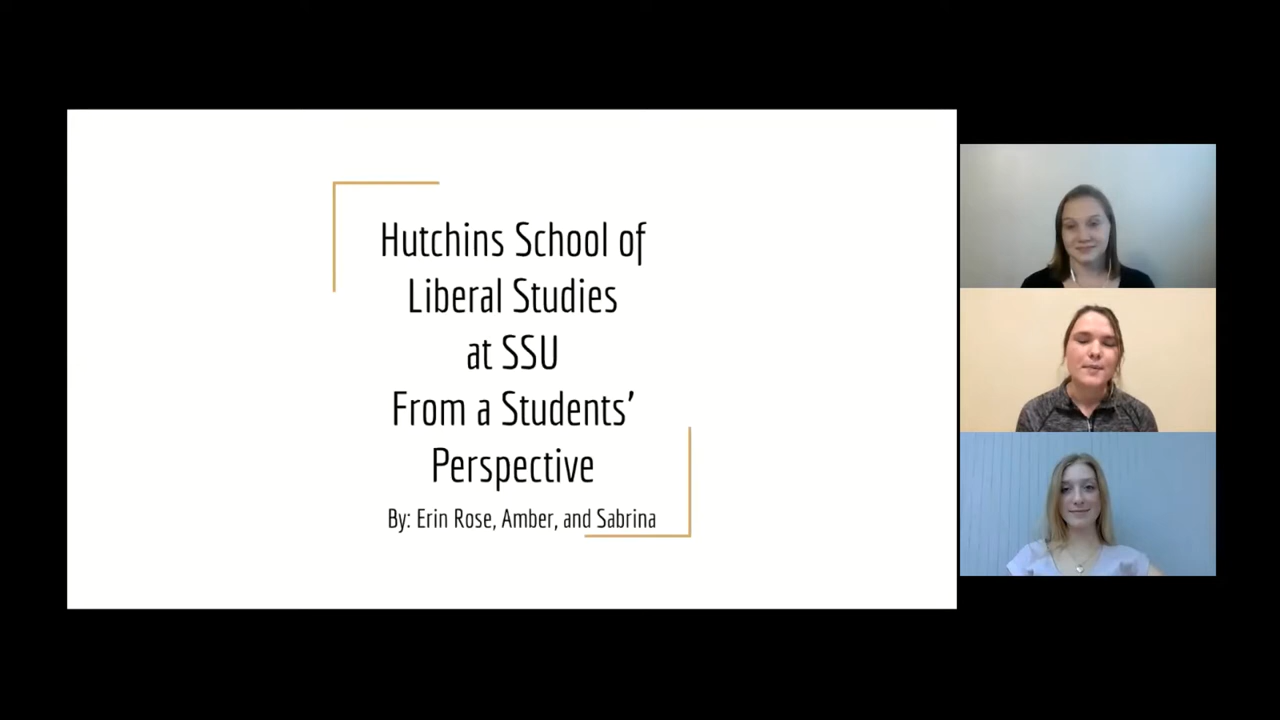 Hutchins School of
Liberal Studies
at SSU
From a Students’
Perspective
By: Erin Rose, Amber, and Sabrina